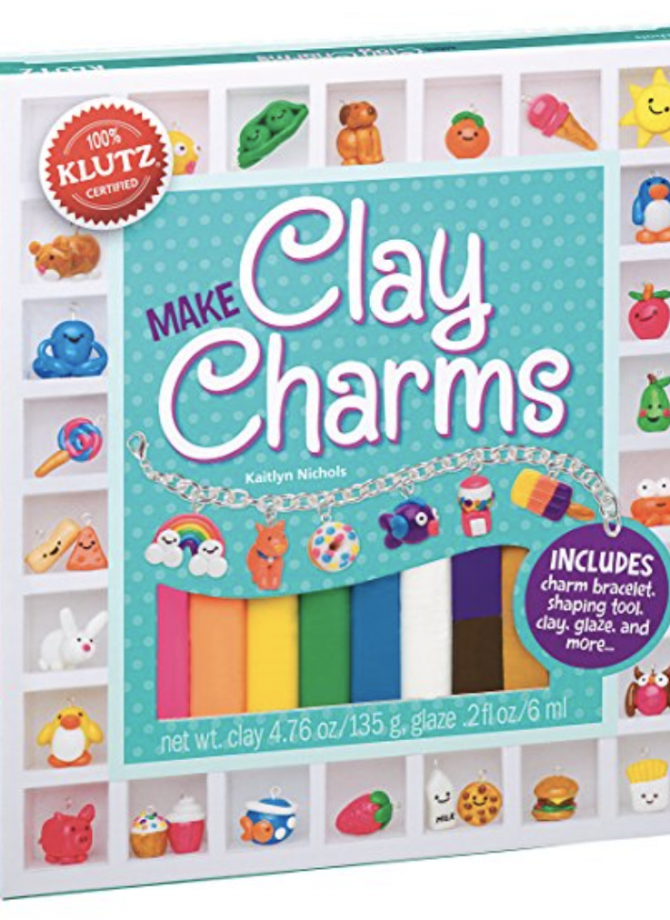 100%
KLUTZ
CERTIFIED
MAKE Clay
Charms
Kaitlyn Nichols
INCLUDES
charm bracelet,
shaping tool,
clay, glaze, and
more...
net wt. clay 4.76 oz/135 g, glaze .2 fl oz/6 ml
MILK